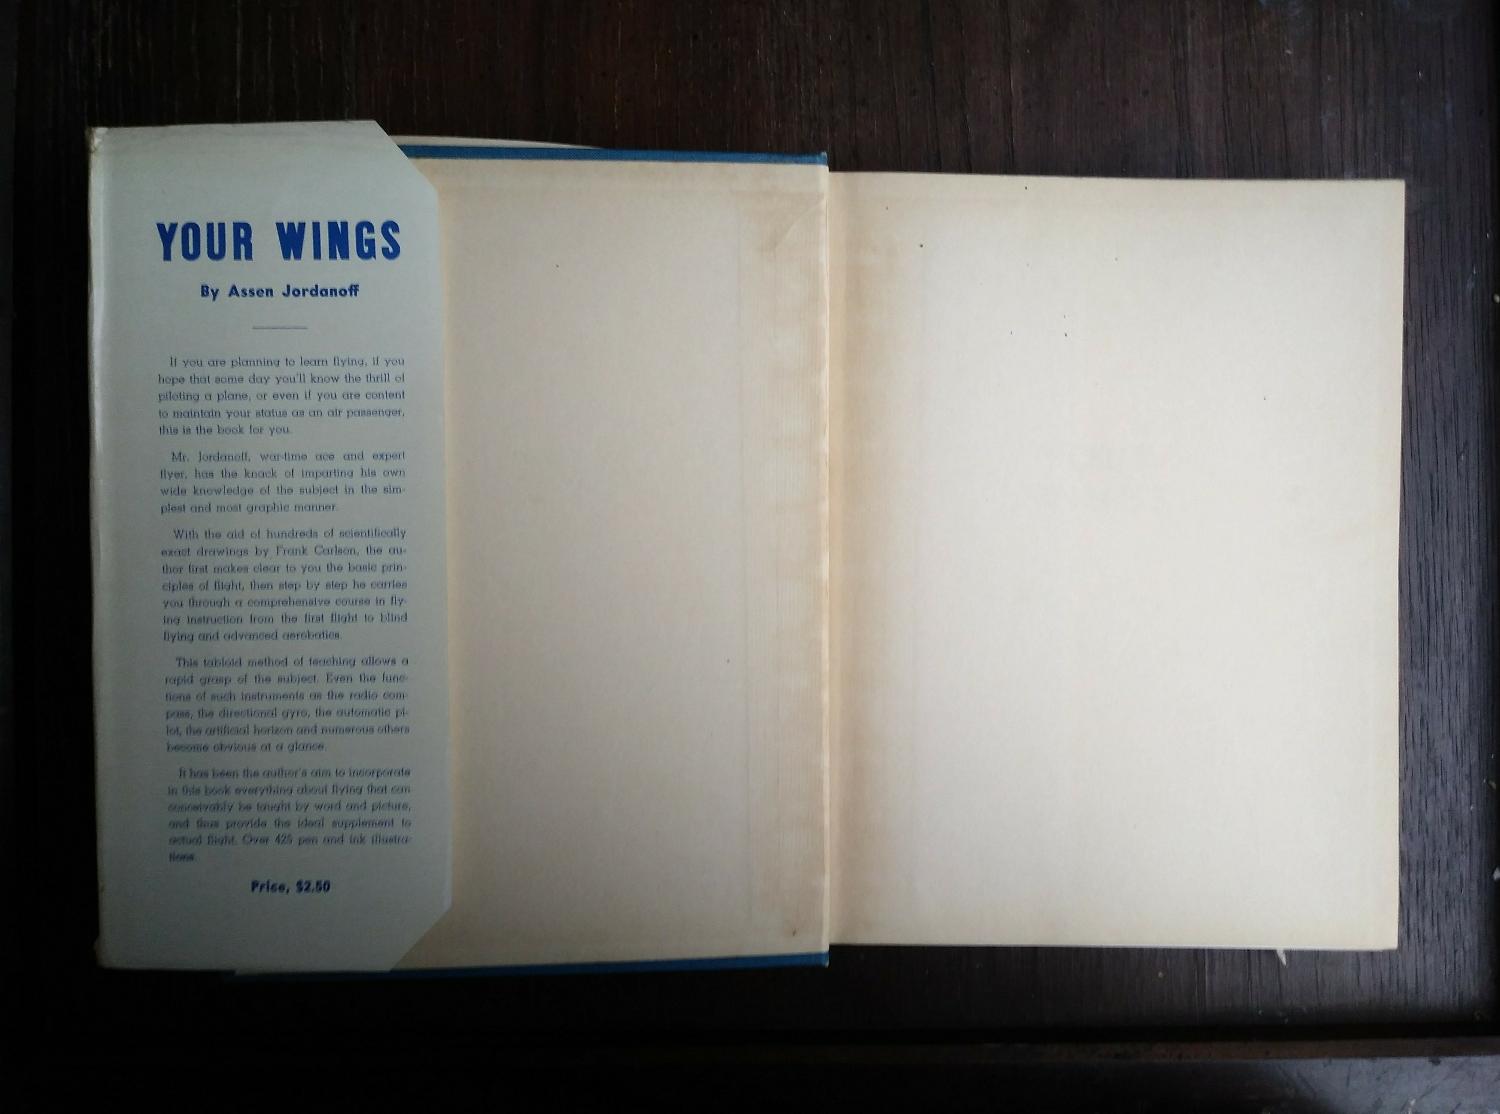 YOUR WINGS
By Assen Jordanoff
If you are planning to learn flying, if you
hope that some day you'll know the thrill of
piloting a plane, or even if you are content
to maintain your status as an air passenger,
this is the book for you.
Mr. Jordanoff, war-time ace and expert
flyer, has the knack of imparting his own
wide knowledge of the subject in the sim-
plest and most graphic manner.
With the aid of hundreds of scientifically
exact drawings by Frank Carlson, the au-
thor first makes clear to you the basic prin-
ciples of flight, then step by step he carries
you through a comprehensive course in fly-
ing instruction from the first flight to blind
flying and advanced aerobatics.
This tabloid method of teaching allows a
rapid grasp of the subject. Even the func-
tions of such instruments as the radio com-
pass, the directional gyro, the automatic pi-
lot, the artificial horizon and numerous others
become obvious at a glance.
It has been the author's aim to incorporate
in this book everything about flying that can
conceivably be taught by word and picture,
and thus provide the ideal supplement to
actual flight. Over 425 pen and ink illustra-
tions.
Price, $2.50